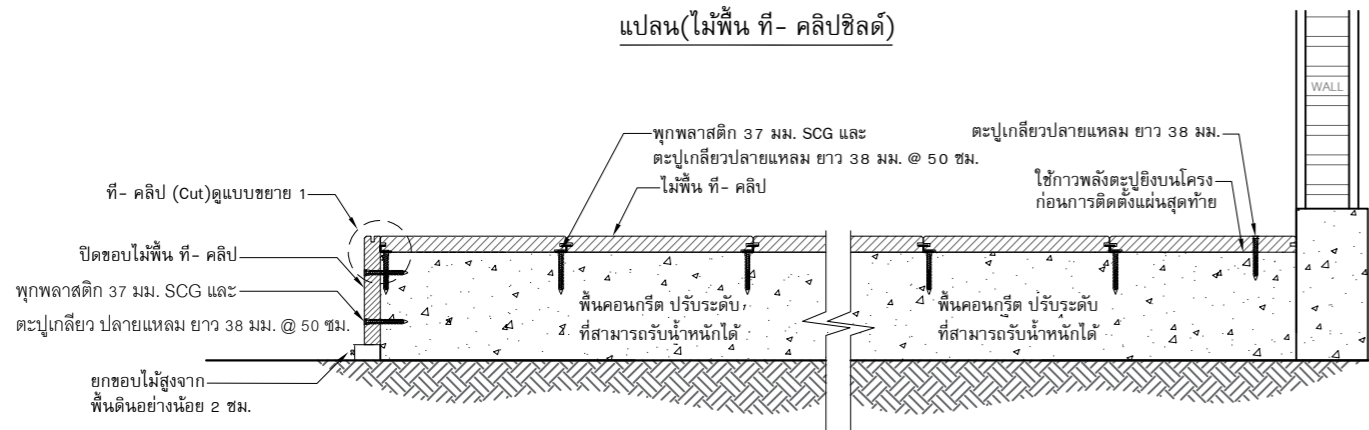 แปลน(ไม้พื้น ที- คลิปชิลด์)
WALL
พุกพลาสติก 37 มม. SCG และ
ตะปูเกลียวปลายแหลม ยาว 38 มม. @ 50 ซม.
ไม้พื้น ที- คลิป
ตะปูเกลียวปลายแหลม ยาว 38 มม.
ใช้กาวพลังตะปูยิงบนโครง
ก่อนการติดตั้งแผ่นสุดท้าย
ที- คลิป (Cut)ดูแบบขยาย 1
ปิดขอบไม้พื้น ที- คลิป
พุกพลาสติก 37 มม. SCG และ
ตะปูเกลียว ปลายแหลม ยาว 38 มม. @ 50 ซม.
พื้นคอนกรีต ปรับระดับ
ที่สามารถรับน้ำหนักได้
พื้นคอนกรีต ปรับระดับ
ที่สามารถรับน้ำหนักได้
ยกขอบไม้สูงจาก
พื้นดินอย่างน้อย 2 ซม.